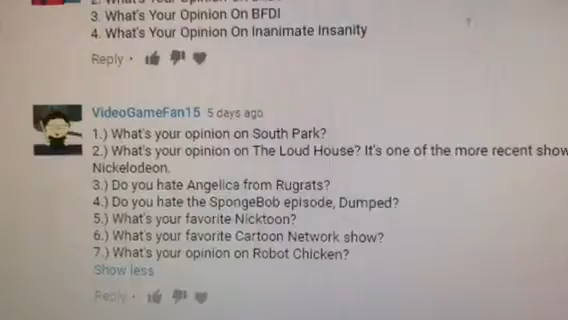 3. What's Your Opinion On BFDI
4. What's Your Opinion On Inanimate Insanity
Reply •
VideoGameFan15 5 days ago
1.) What's your opinion on South Park?
2.) What's your opinion on The Loud House? It's one of the more recent show
Nickelodeon.
3.) Do you hate Angelica from Rugrats?
4.) Do you hate the SpongeBob episode, Dumped?
5.) What's your favorite Nicktoon?
6.) What's your favorite Cartoon Network show?
7.) What's your opinion on Robot Chicken?
Show less
Reply •